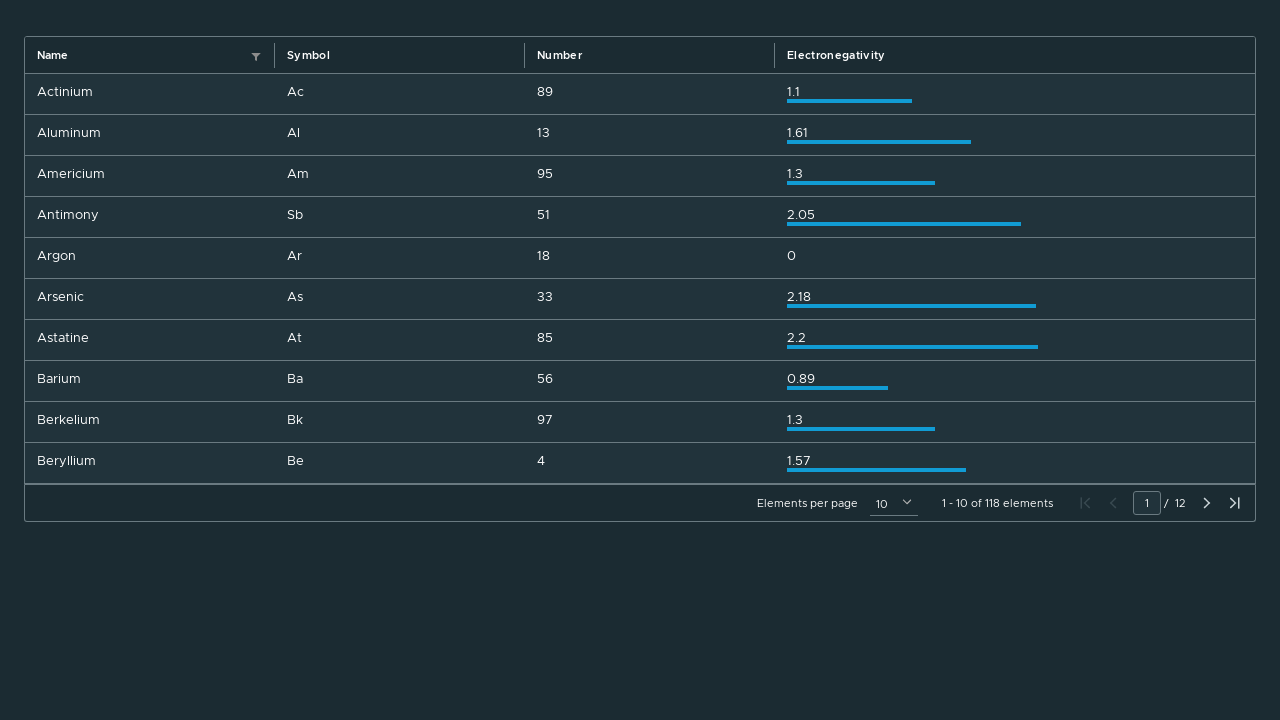 Name Symbol Number Electronegativity
Actinium Ac 89 1.1
Aluminum Al 13 1.61
Americium Am 95 1.3
Antimony Sb 51 2.05
Argon Ar 18 0
Arsenic As 33 2.18
Astatine At 85 2.2
Barium Ba 56 0.89
Berkelium Bk 97 1.3
Beryllium Be 4 1.57
Elements per page 10 1 - 10 of 118 elements 1 / 12